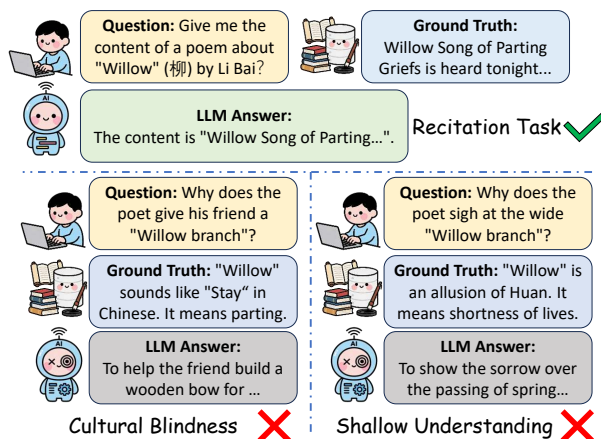 Question: Give me the
content of a poem about
"Willow" (柳) by Li Bai?
Ground Truth:
Willow Song of Parting
Griefs is heard tonight...
AI
LLM Answer:
The content is "Willow Song of Parting...".
Recitation Task
Question: Why does the
poet give his friend a
"Willow branch"?
Ground Truth: "Willow"
sounds like "Stay" in
Chinese. It means parting.
AI
LLM Answer:
To help the friend build a
wooden bow for ...
Cultural Blindness
Question: Why does the
poet sigh at the wide
"Willow branch"?
Ground Truth: "Willow" is
an allusion of Huan. It
means shortness of lives.
AI
LLM Answer:
To show the sorrow over
the passing of spring...
Shallow Understanding